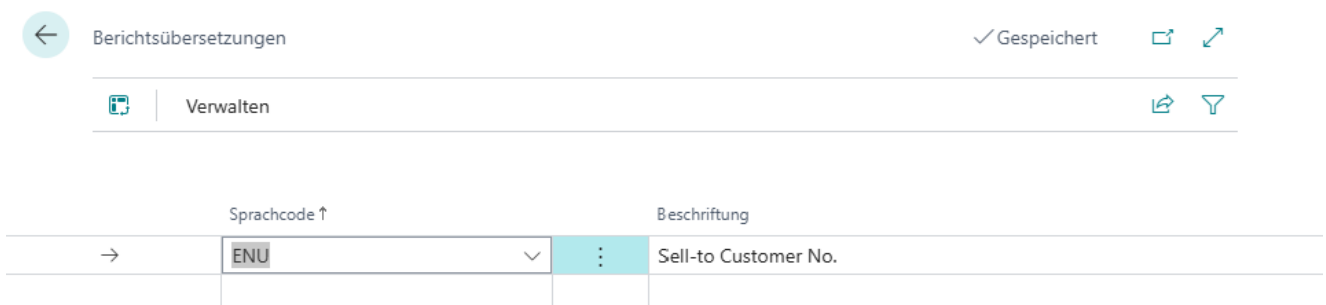 Berichtsübersetzungen Gespeichert
Verwalten
Sprachcode↑ Beschriftung
ENU Sell-to Customer No.